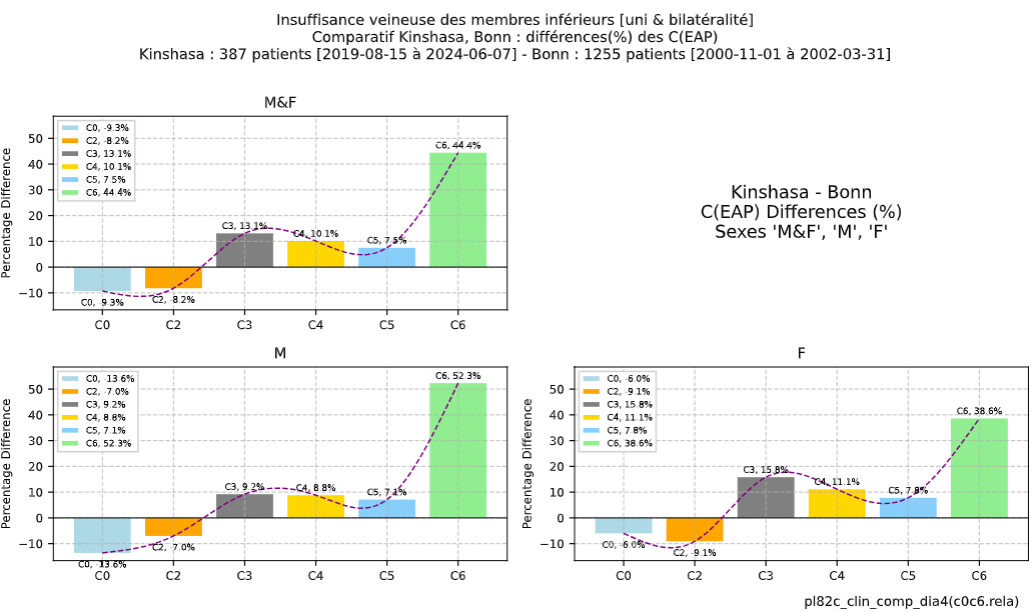 Insuffisance veineuse des membres inférieurs [uni & bilatéralité]
Comparatif Kinshasa, Bonn : différences(%) des C(EAP)
Kinshasa : 387 patients [2019-08-15 à 2024-06-07] - Bonn : 1255 patients [2000-11-01 à 2002-03-31]
M&F
Percentage Difference
50
40
30
20
10
0
−10
C0, -9.3%
C2, -8.2%
C3, 13.1%
C4, 10.1%
C5, 7.5%
C6, 44.4%
C0, -9.3%
C2, -8.2%
C3, 13.1%
C4, 10.1%
C5, 7.5%
C6, 44.4%
C0
C2
C3
C4
C5
C6
Kinshasa - Bonn
C(EAP) Differences (%)
Sexes 'M&F', 'M', 'F'
M
Percentage Difference
50
40
30
20
10
0
−10
C0, -13.6%
C2, -7.0%
C3, 9.2%
C4, 8.8%
C5, 7.1%
C6, 52.3%
C0, -13.6%
C2, -7.0%
C3, 9.2%
C4, 8.8%
C5, 7.1%
C6, 52.3%
C0
C2
C3
C4
C5
C6
F
Percentage Difference
50
40
30
20
10
0
−10
C0, -6.0%
C2, -9.1%
C3, 15.8%
C4, 11.1%
C5, 7.8%
C6, 38.6%
C0, -6.0%
C2, -9.1%
C3, 15.8%
C4, 11.1%
C5, 7.8%
C6, 38.6%
C0
C2
C3
C4
C5
C6
pl82c_clin_comp_dia4(c0c6.rela)